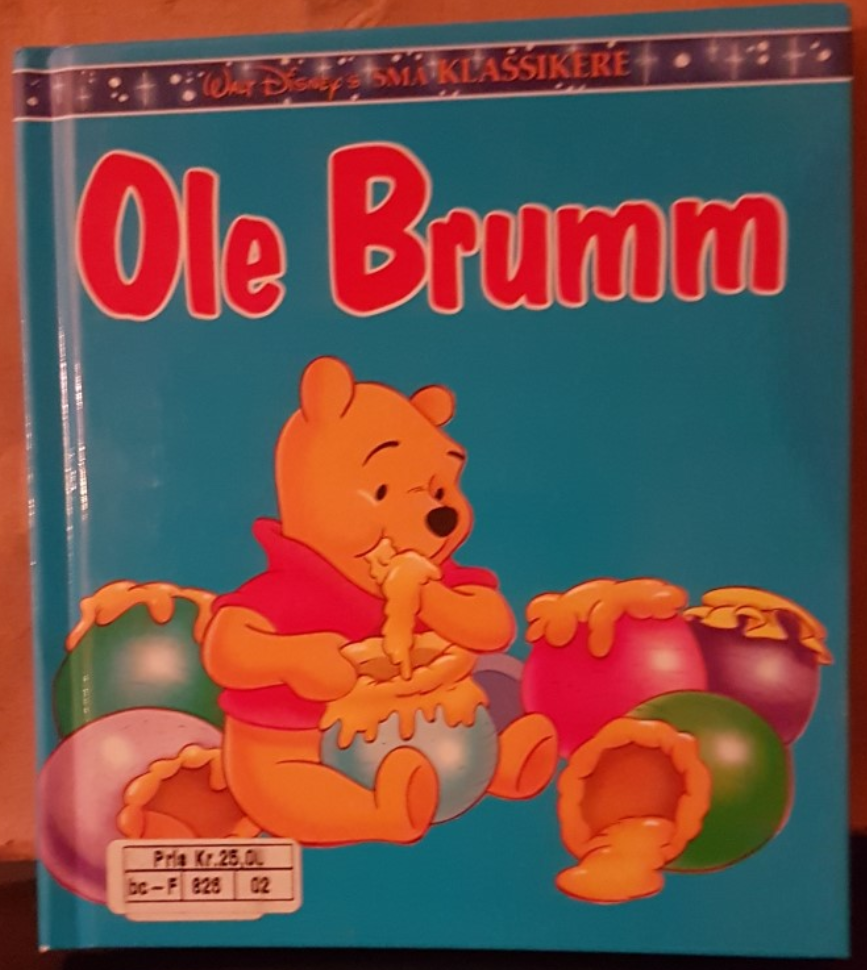 Walt Disney's SMÅ KLASSIKERE
Ole Brumm
Pris Kr.25,00
bc-F 826 02